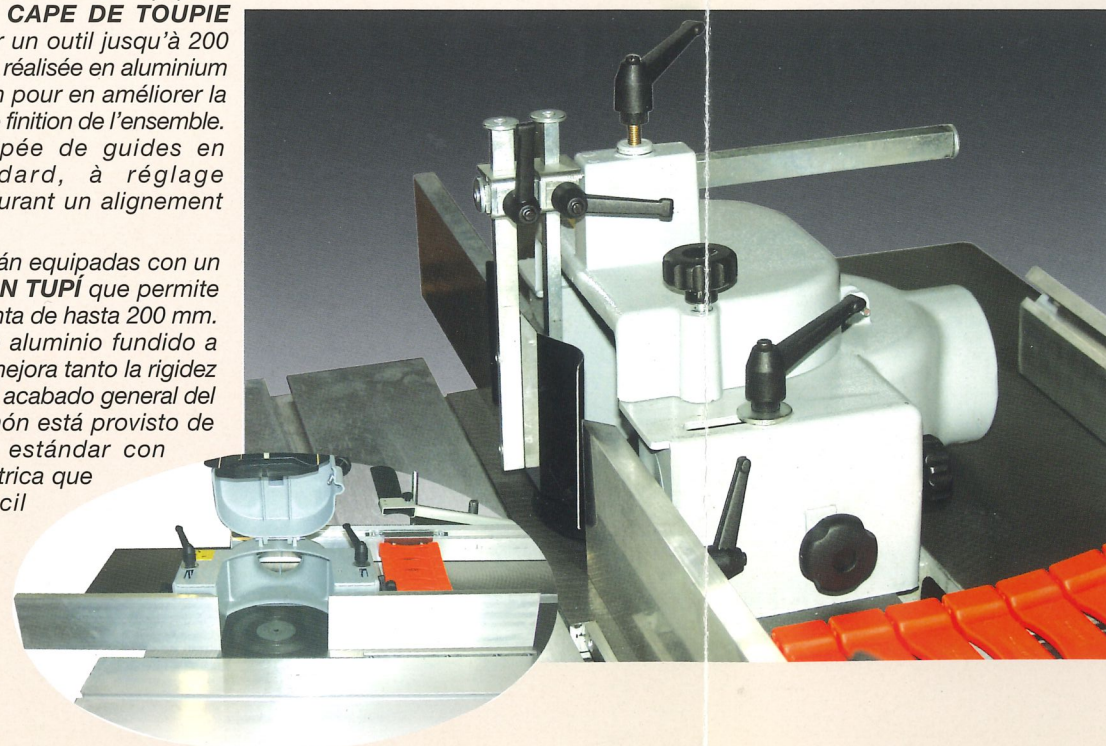 CAPE DE TOUPIE
r un outil jusqu'à 200
réalisée en aluminium
n pour en améliorer la
finition de l'ensemble.
pée de guides en
dard, à réglage
urant un alignement
án equipadas con un
N TUPÍ que permite
nta de hasta 200 mm.
aluminio fundido a
nejora tanto la rigidez
acabado general del
nón está provisto de
estándar con
trica que
cil